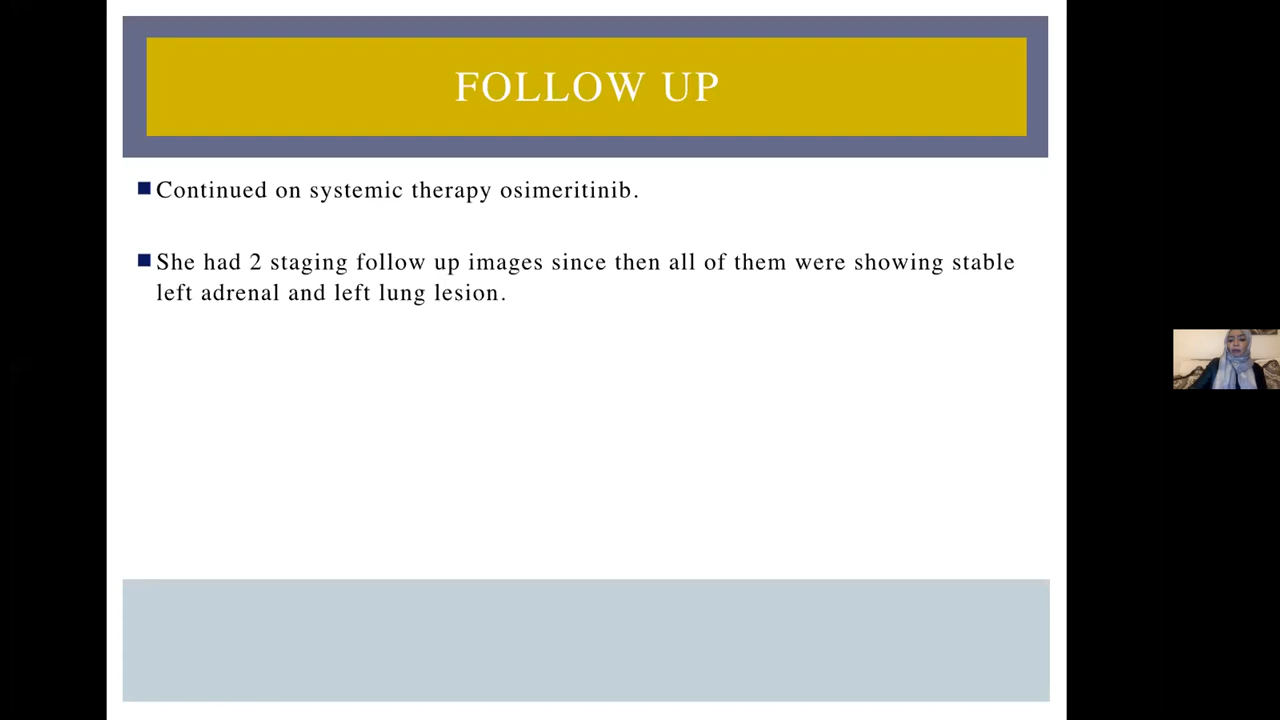 FOLLOW UP
Continued on systemic therapy osimeritinib.
She had 2 staging follow up images since then all of them were showing stable
left adrenal and left lung lesion.